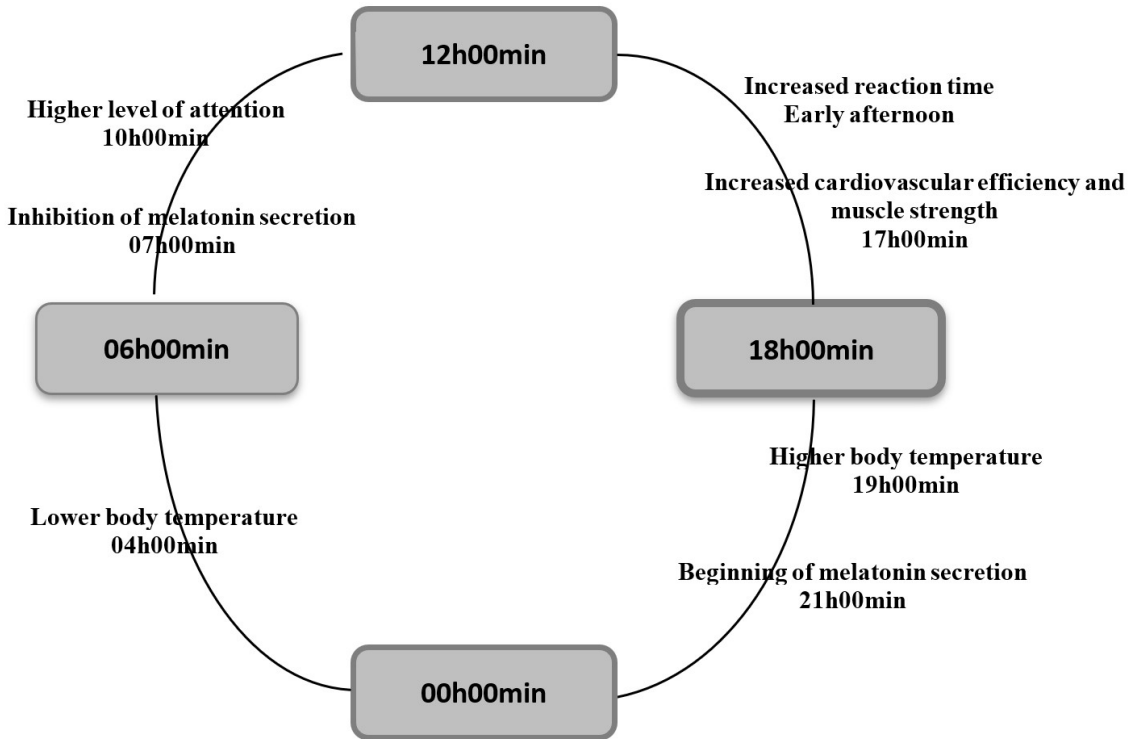 12h00min
Increased reaction time
Early afternoon
Increased cardiovascular efficiency and
muscle strength
17h00min
18h00min
Higher body temperature
19h00min
Beginning of melatonin secretion
21h00min
00h00min
Lower body temperature
04h00min
06h00min
Inhibition of melatonin secretion
07h00min
Higher level of attention
10h00min